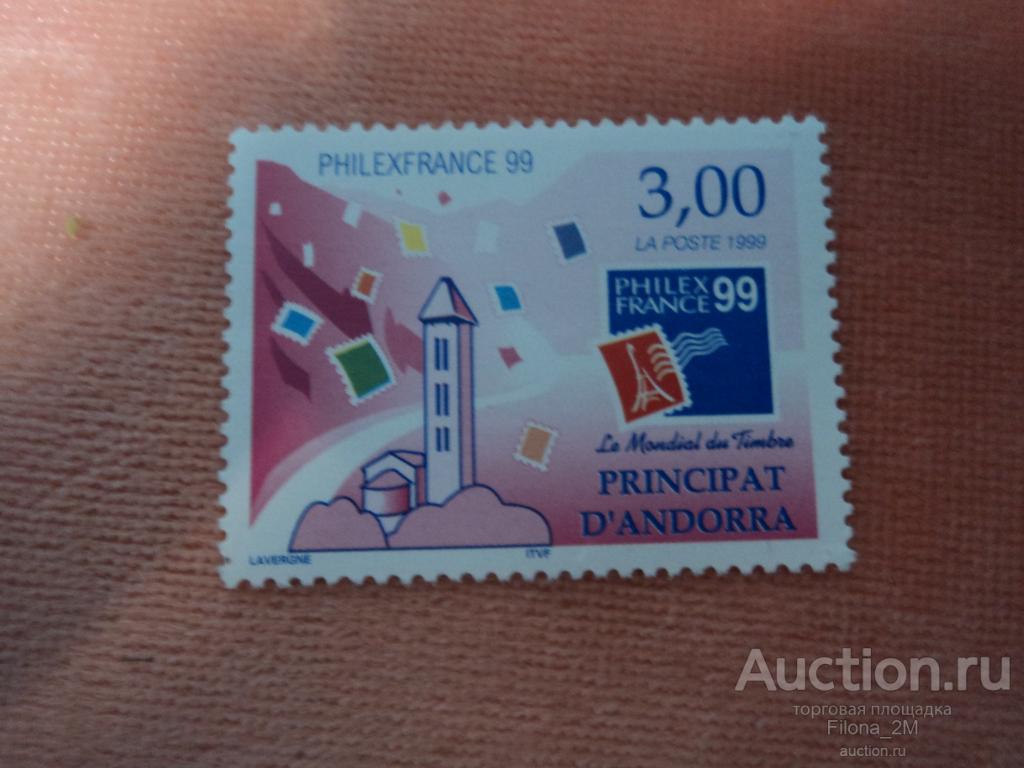 PHILEXFRANCE 99
3,00
LA POSTE 1999
PHILEX
FRANCE 99
Le Mondial du Timbre
PRINCIPAT
D'ANDORRA
LAVERGNE
ITVF
Auction.ru
торговая площадка
Filona_2M
auction.ru